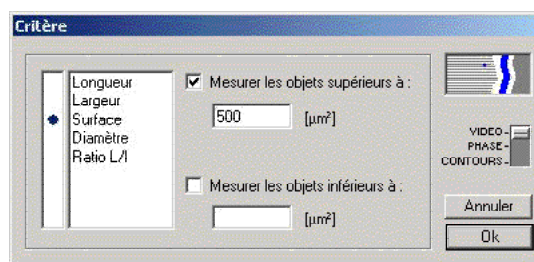 Critère
Longueur
Largeur
Surface
Diamètre
Ratio L/l
Mesurer les objets supérieurs à :
500 [µm²]
Mesurer les objets inférieurs à :
[µm²]
VIDEO
PHASE
CONTOURS
Annuler
Ok